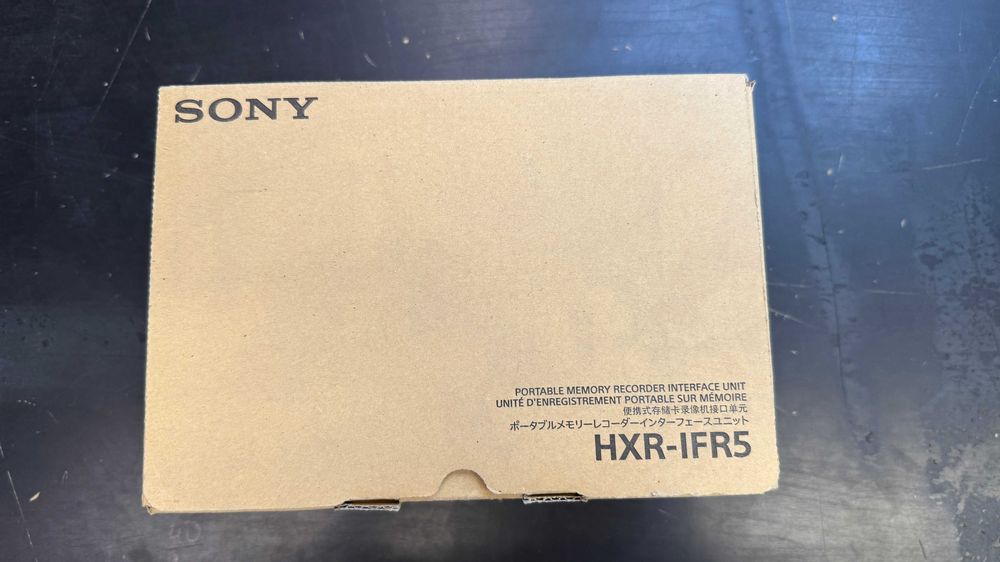 SONY
PORTABLE MEMORY RECORDER INTERFACE UNIT
UNITÉ D'ENREGISTREMENT PORTABLE SUR MÉMOIRE
便携式存储卡录像机接口单元
ポータブルメモリーレコーダーインターフェースユニット
HXR-IFR5